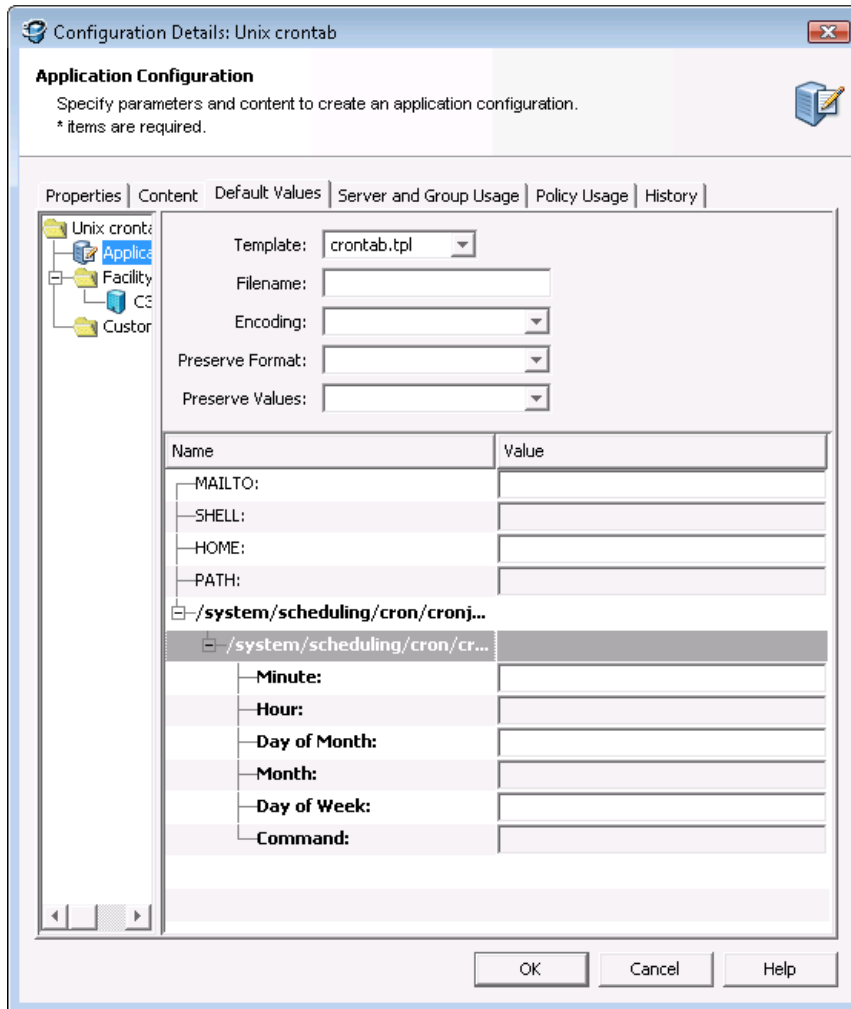 Configuration Details: Unix crontab
Application Configuration
Specify parameters and content to create an application configuration.
* items are required.
Properties Content Default Values Server and Group Usage Policy Usage History
Unix cronta
Applica
Facility
C3
Custor
Template: crontab.tpl
Filename:
Encoding:
Preserve Format:
Preserve Values:
Name Value
MAILTO:
SHELL:
HOME:
PATH:
/system/scheduling/cron/cronj...
/system/scheduling/cron/cr...
Minute:
Hour:
Day of Month:
Month:
Day of Week:
Command:
OK Cancel Help